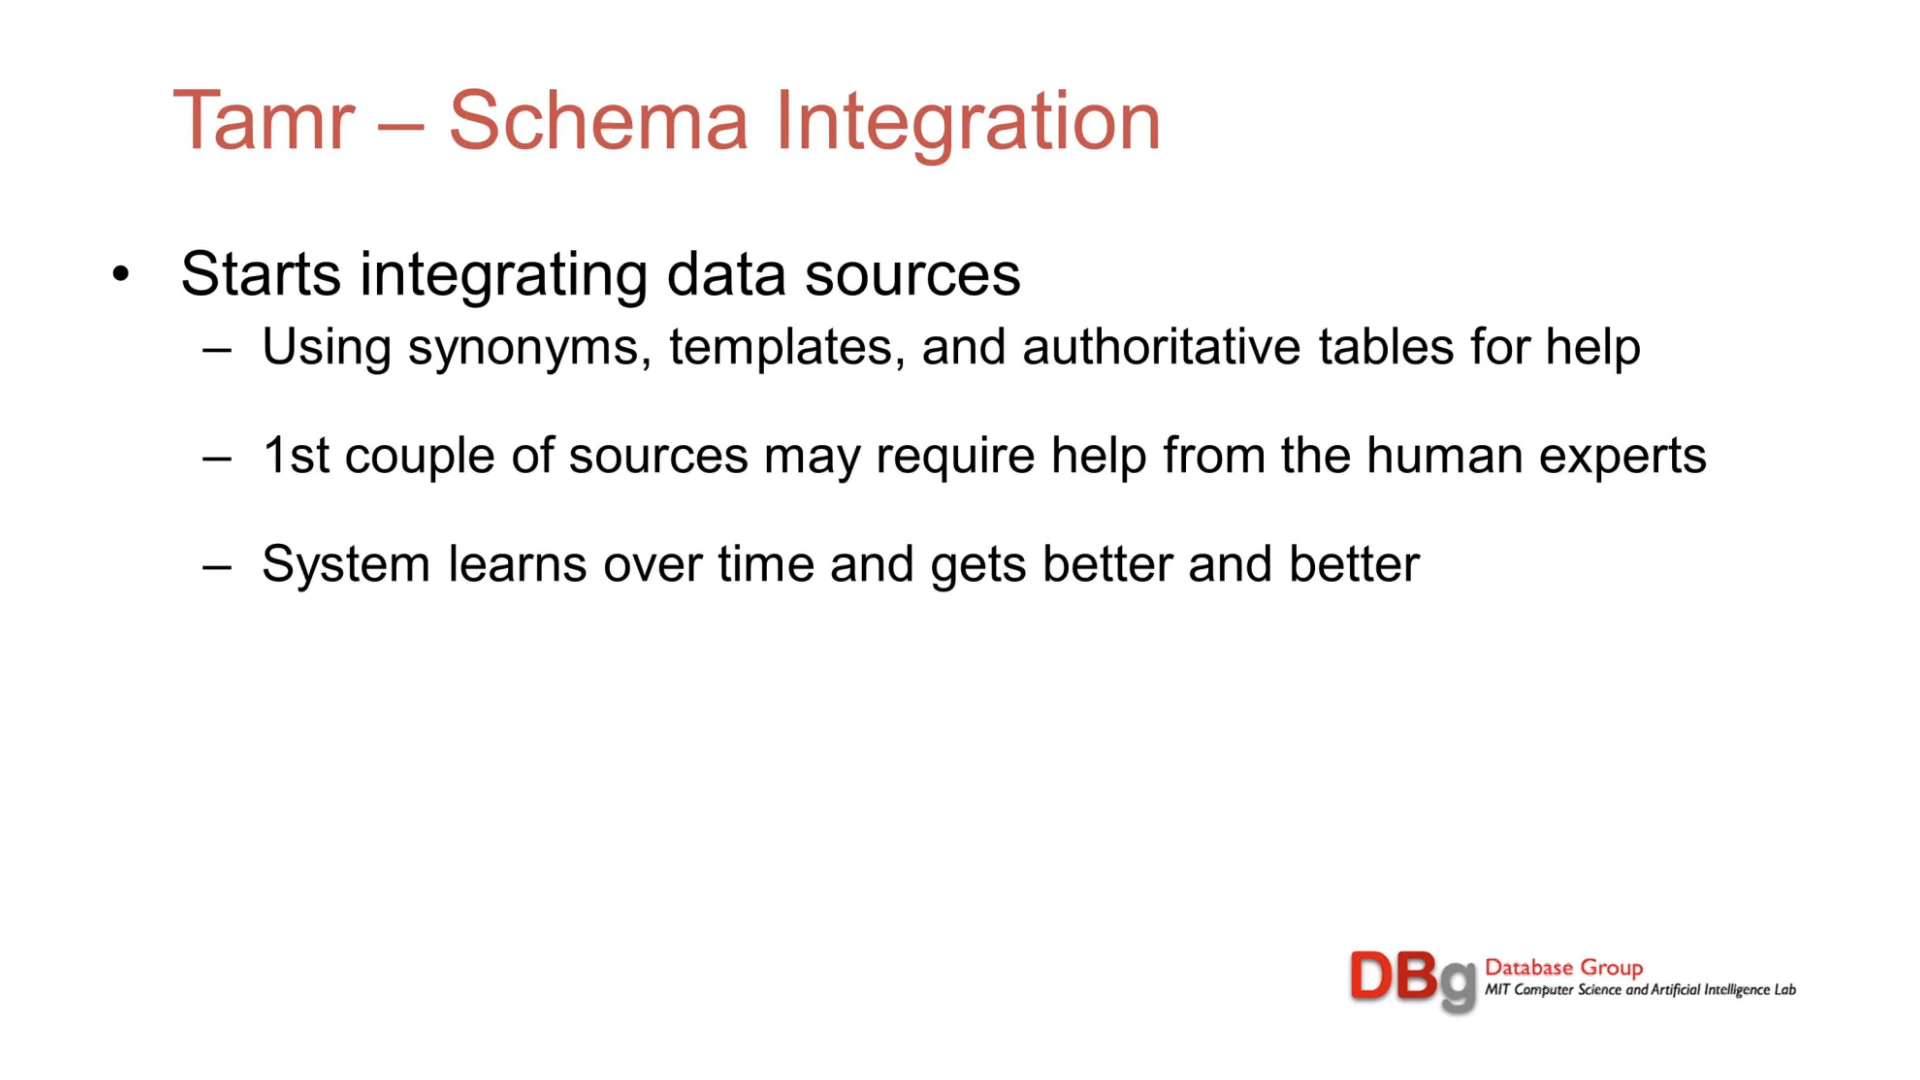 Tamr – Schema Integration
• Starts integrating data sources
– Using synonyms, templates, and authoritative tables for help
– 1st couple of sources may require help from the human experts
– System learns over time and gets better and better
DBg Database Group
MIT Computer Science and Artificial Intelligence Lab